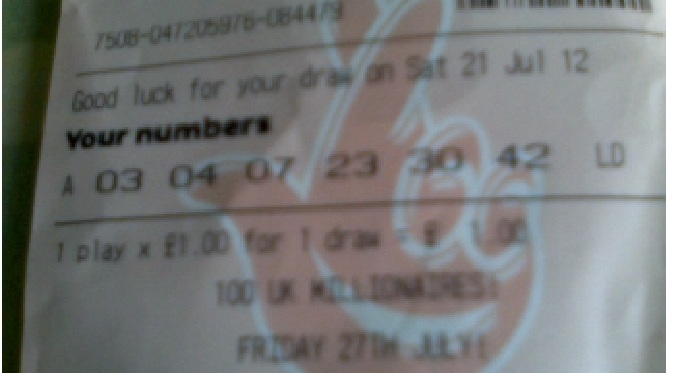 7508-047205976-084479
Good luck for your draw on Sat 21 Jul 12
Your numbers
A 03 04 07 23 30 42 LD
1 play x £1.00 for 1 draw = £ 1.00
100 UK MILLIONAIRES!
FRIDAY 27TH JULY!